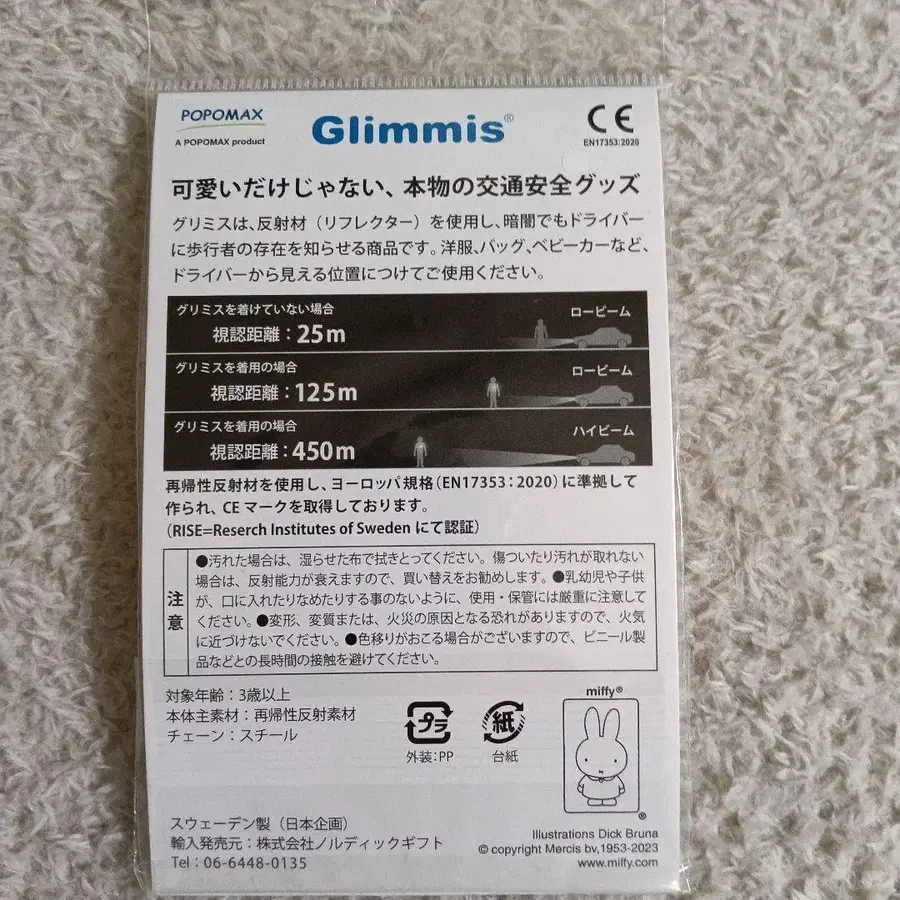 POPOMAX
A POPOMAX product
Glimmis®
CE
EN17353:2020
可愛いだけじゃない、本物の交通安全グッズ
グリミスは、反射材（リフレクター）を使用し、暗闇でもドライバー
に歩行者の存在を知らせる商品です。洋服、バッグ、ベビーカーなど、
ドライバーから見える位置につけてご使用ください。
グリミスを着けていない場合
視認距離：25m
ロービーム
グリミスを着用の場合
視認距離：125m
ロービーム
グリミスを着用の場合
視認距離：450m
ハイビーム
再帰性反射材を使用し、ヨーロッパ規格（EN17353：2020）に準拠して
作られ、CEマークを取得しております。
（RISE=Reserch Institutes of Sweden にて認証）
注意
●汚れた場合は、湿らせた布で拭きとってください。傷ついたり汚れが取れない
場合は、反射能力が衰えますので、買い替えをお勧めします。●乳幼児や子供
が、口に入れたりなめたりする事のないように、使用・保管には厳重に注意して
ください。●変形、変質または、火災の原因となる恐れがありますので、火気
に近づけないでください。●色移りがおこる場合がございますので、ビニール製
品などとの長時間の接触を避けてください。
対象年齢：3歳以上
本体主素材：再帰性反射素材
チェーン：スチール
プラ
外装：PP
紙
台紙
miffy®
®
スウェーデン製（日本企画）
輸入発売元：株式会社ノルディックギフト
Tel：06-6448-0135
Illustrations Dick Bruna
© copyright Mercis bv,1953-2023
www.miffy.com